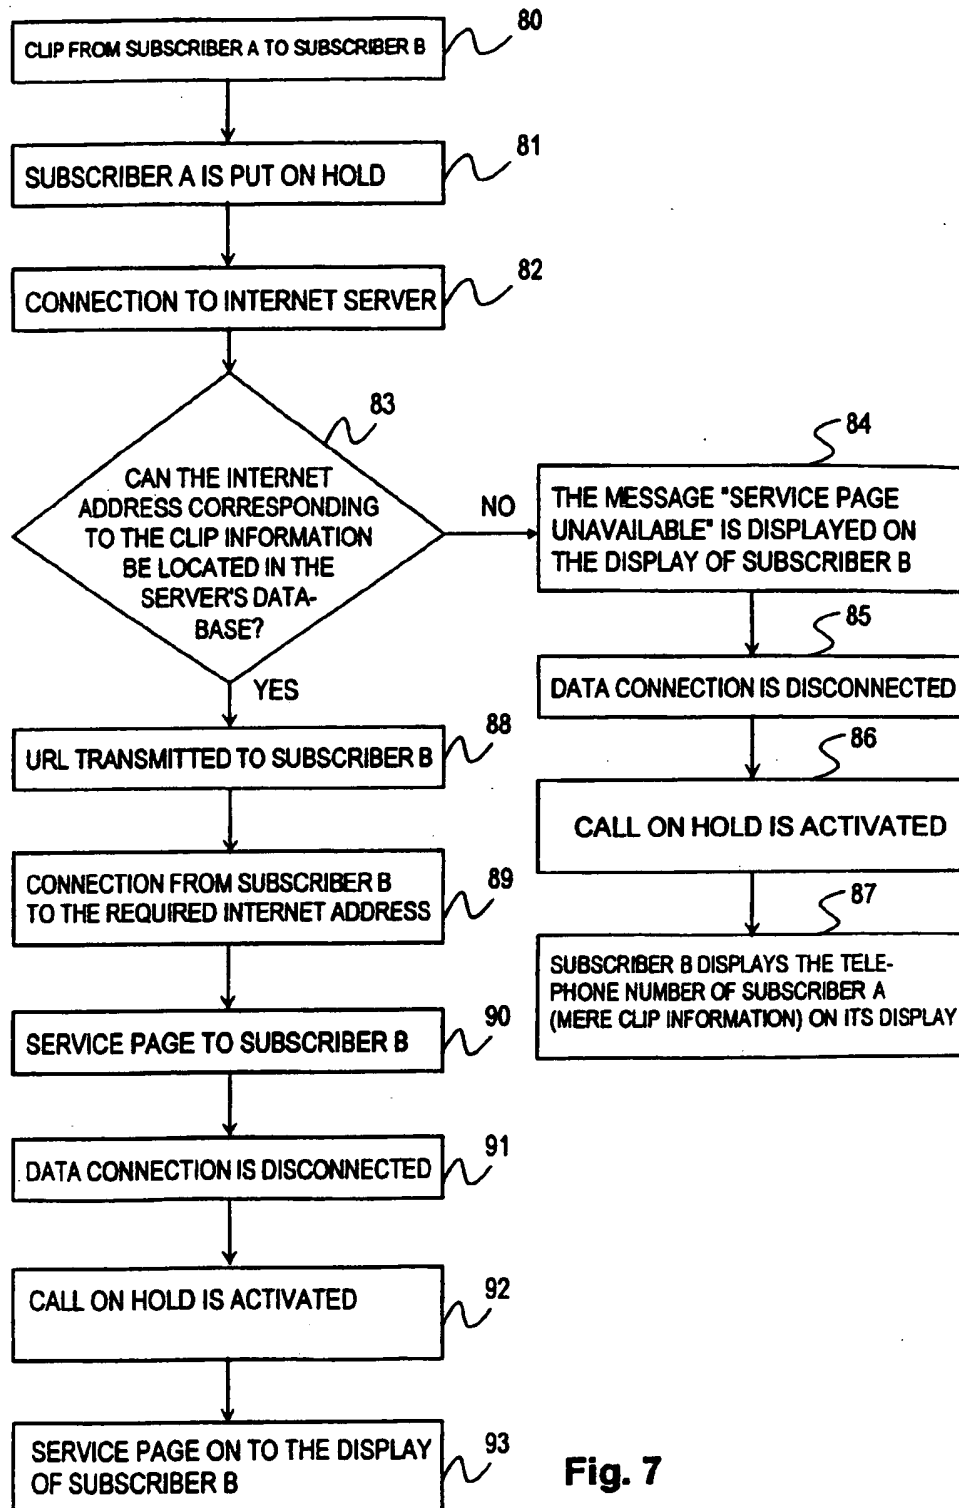 CLIP FROM SUBSCRIBER A TO SUBSCRIBER B
80
SUBSCRIBER A IS PUT ON HOLD
81
CONNECTION TO INTERNET SERVER
82
83
CAN THE INTERNET
ADDRESS CORRESPONDING
TO THE CLIP INFORMATION
BE LOCATED IN THE
SERVER'S DATA-
BASE?
NO
YES
84
THE MESSAGE "SERVICE PAGE
UNAVAILABLE" IS DISPLAYED ON
THE DISPLAY OF SUBSCRIBER B
85
DATA CONNECTION IS DISCONNECTED
86
CALL ON HOLD IS ACTIVATED
87
SUBSCRIBER B DISPLAYS THE TELE-
PHONE NUMBER OF SUBSCRIBER A
(MERE CLIP INFORMATION) ON ITS DISPLAY
URL TRANSMITTED TO SUBSCRIBER B
88
CONNECTION FROM SUBSCRIBER B
TO THE REQUIRED INTERNET ADDRESS
89
SERVICE PAGE TO SUBSCRIBER B
90
DATA CONNECTION IS DISCONNECTED
91
CALL ON HOLD IS ACTIVATED
92
SERVICE PAGE ON TO THE DISPLAY
OF SUBSCRIBER B
93
Fig. 7